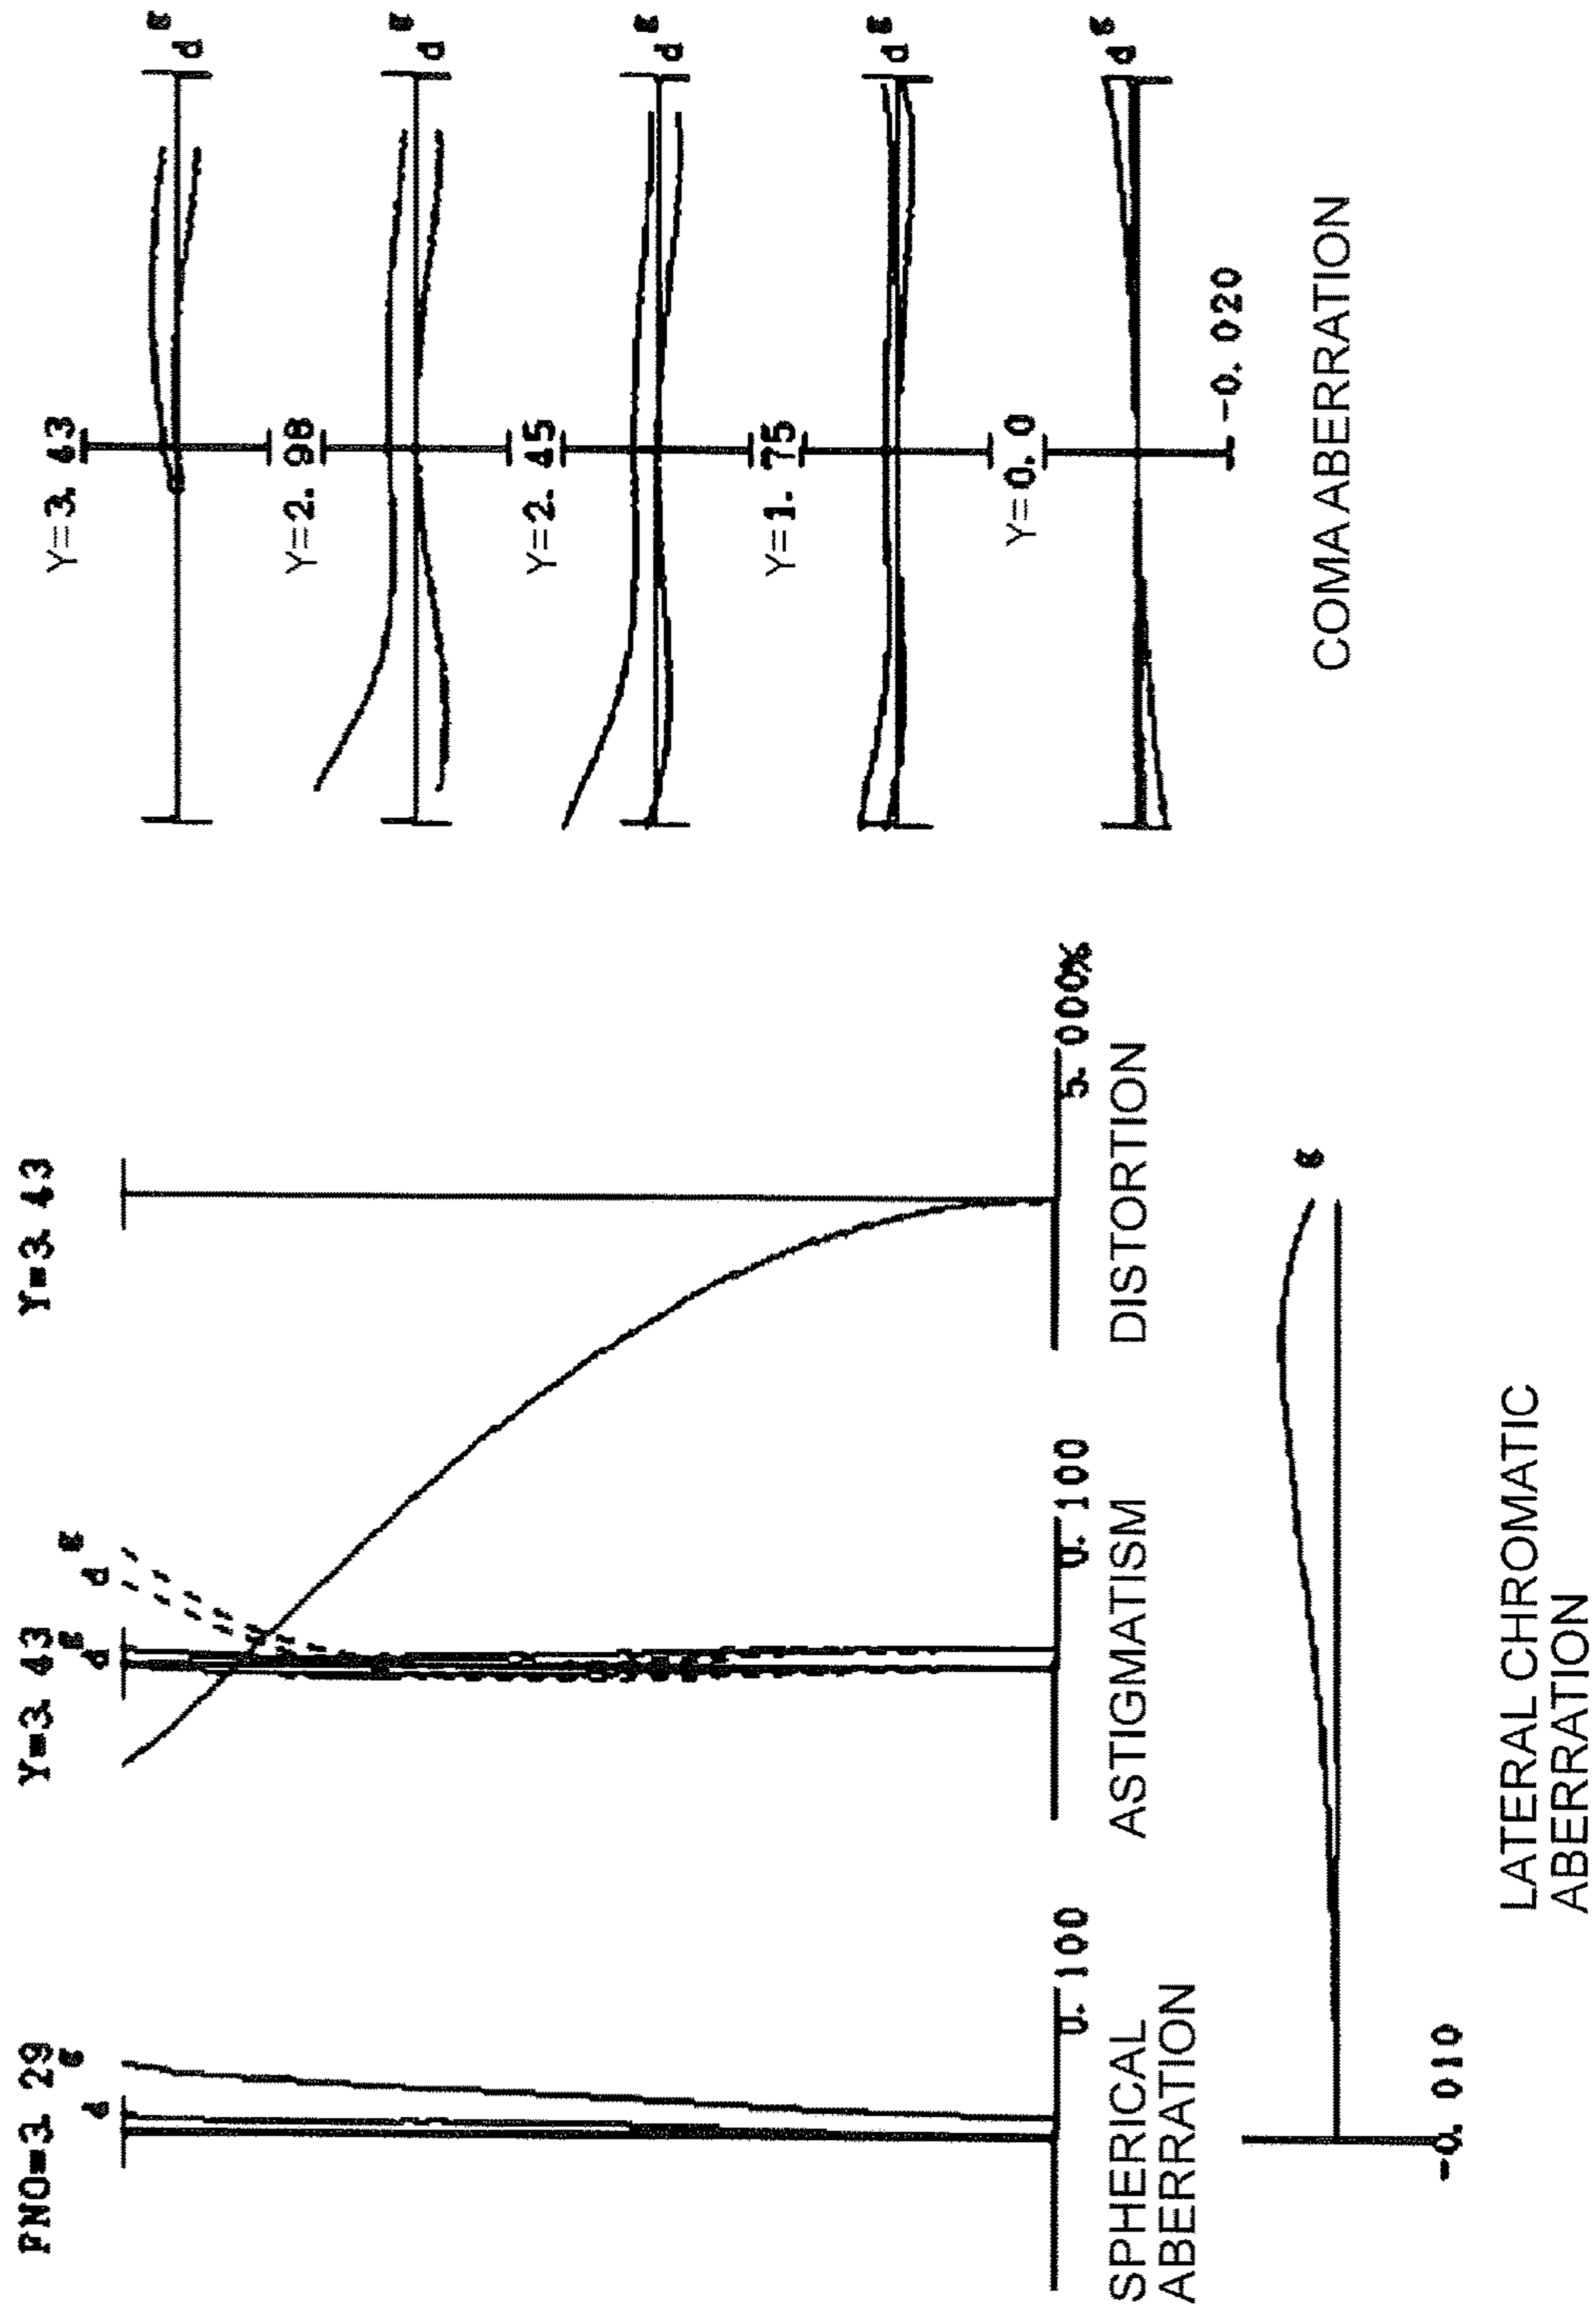 FNO=3. 29
d
g
0. 100
SPHERICAL
ABERRATION
Y=3. 43
d
g
d
g
0. 100
ASTIGMATISM
Y=3. 43
5. 000%
DISTORTION
-0. 010
g
LATERAL CHROMATIC
ABERRATION
Y=3. 43
g
d
Y=2. 98
g
d
Y=2. 45
g
d
Y=1. 75
g
d
Y=0. 0
g
d
-0. 020
COMA ABERRATION